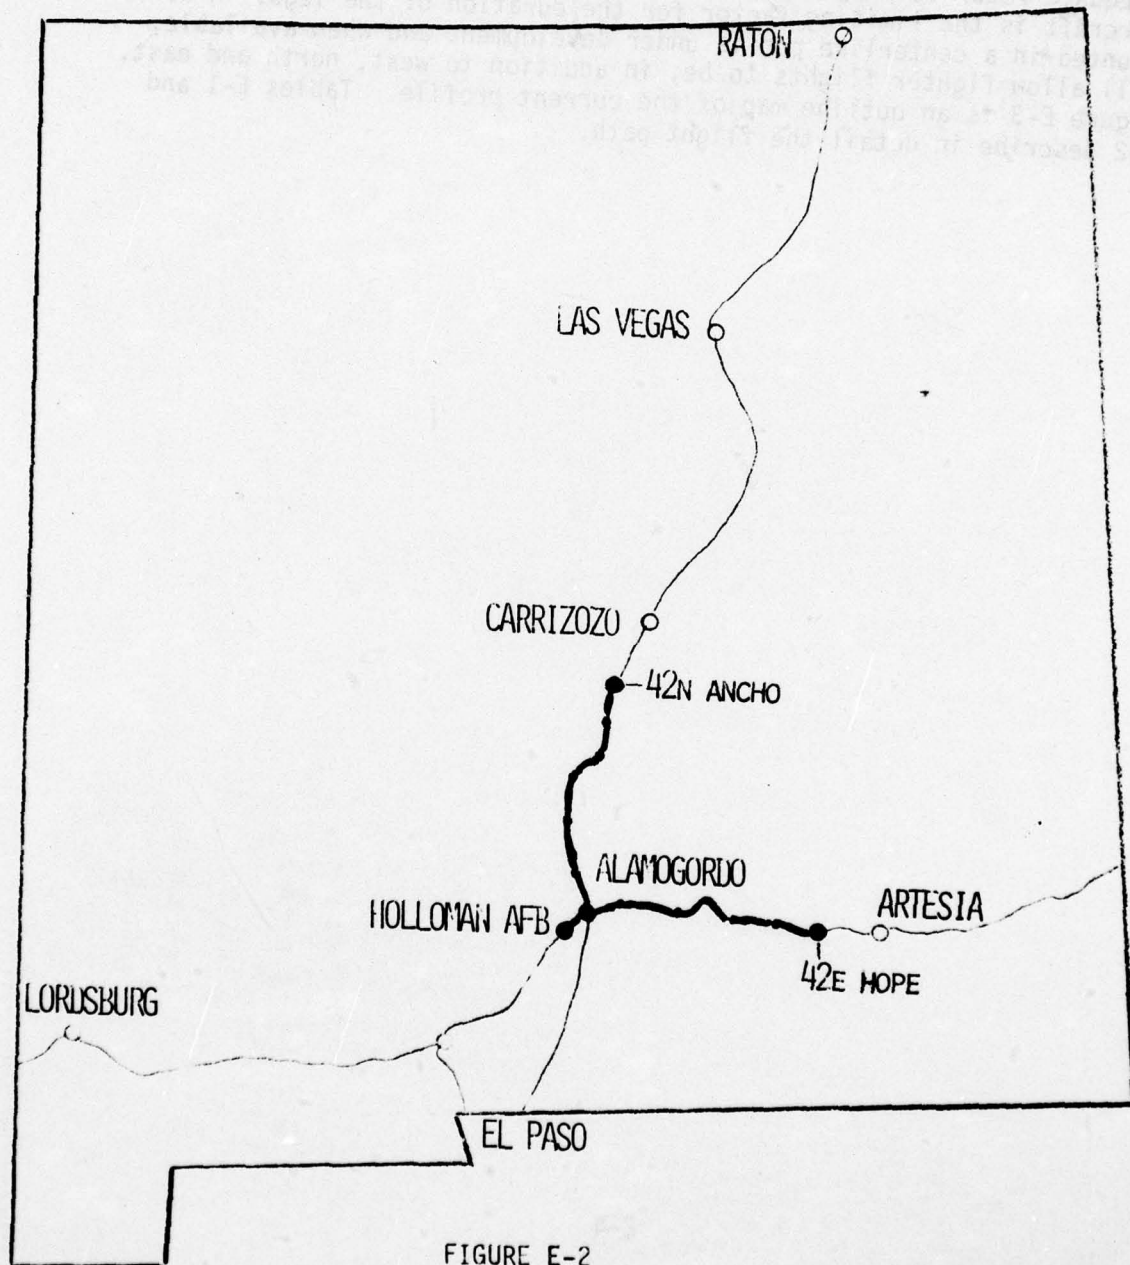 RATON
LAS VEGAS
CARRIZOZO
42N ANCHO
ALAMOGORDO
HOLLOMAN AFB
ARTESIA
42E HOPE
LORDSBURG
EL PASO
FIGURE E-2